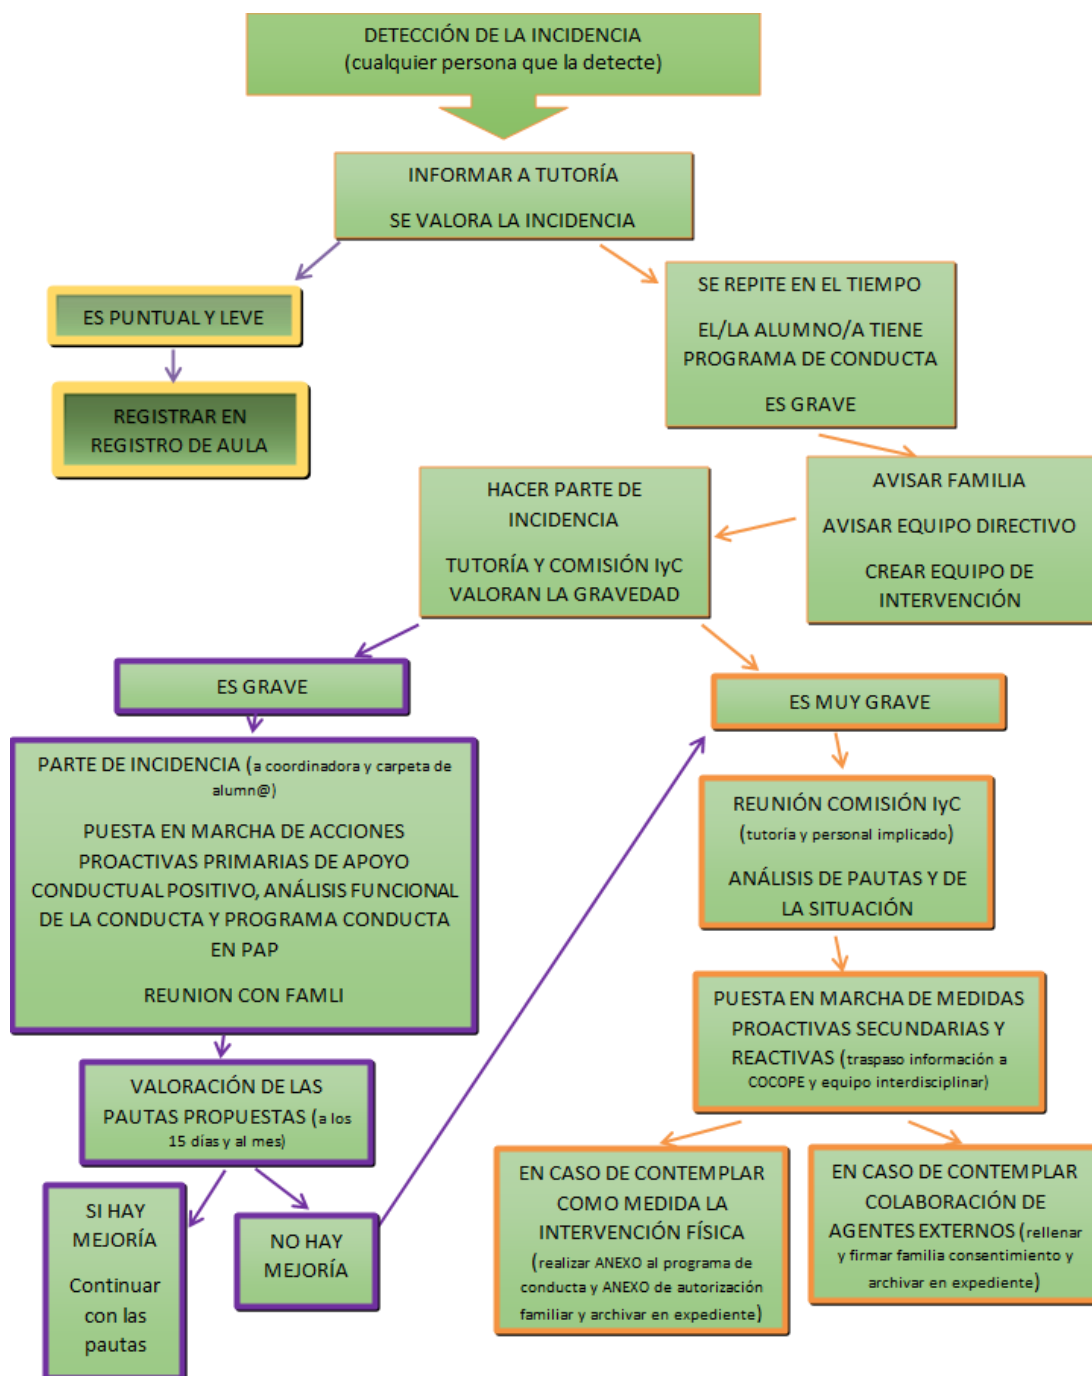 DETECCIÓN DE LA INCIDENCIA
(cualquier persona que la detecte)
INFORMAR A TUTORÍA
SE VALORA LA INCIDENCIA
ES PUNTUAL Y LEVE
REGISTRAR EN
REGISTRO DE AULA
SE REPITE EN EL TIEMPO
EL/LA ALUMNO/A TIENE
PROGRAMA DE CONDUCTA
ES GRAVE
AVISAR FAMILIA
AVISAR EQUIPO DIRECTIVO
CREAR EQUIPO DE
INTERVENCIÓN
HACER PARTE DE
INCIDENCIA
TUTORÍA Y COMISIÓN IyC
VALORAN LA GRAVEDAD
ES GRAVE
PARTE DE INCIDENCIA (a coordinadora y carpeta de
alumn@)
PUESTA EN MARCHA DE ACCIONES
PROACTIVAS PRIMARIAS DE APOYO
CONDUCTUAL POSITIVO, ANÁLISIS FUNCIONAL
DE LA CONDUCTA Y PROGRAMA CONDUCTA
EN PAP
REUNION CON FAMLI
VALORACIÓN DE LAS
PAUTAS PROPUESTAS (a los
15 días y al mes)
SI HAY
MEJORÍA
Continuar
con las
pautas
NO HAY
MEJORÍA
ES MUY GRAVE
REUNIÓN COMISIÓN IyC
(tutoría y personal implicado)
ANÁLISIS DE PAUTAS Y DE
LA SITUACIÓN
PUESTA EN MARCHA DE MEDIDAS
PROACTIVAS SECUNDARIAS Y
REACTIVAS (traspaso información a
COCOPE y equipo interdisciplinar)
EN CASO DE CONTEMPLAR
COMO MEDIDA LA
INTERVENCIÓN FÍSICA
(realizar ANEXO al programa de
conducta y ANEXO de autorización
familiar y archivar en expediente)
EN CASO DE CONTEMPLAR
COLABORACIÓN DE
AGENTES EXTERNOS (rellenar
y firmar familia consentimiento y
archivar en expediente)